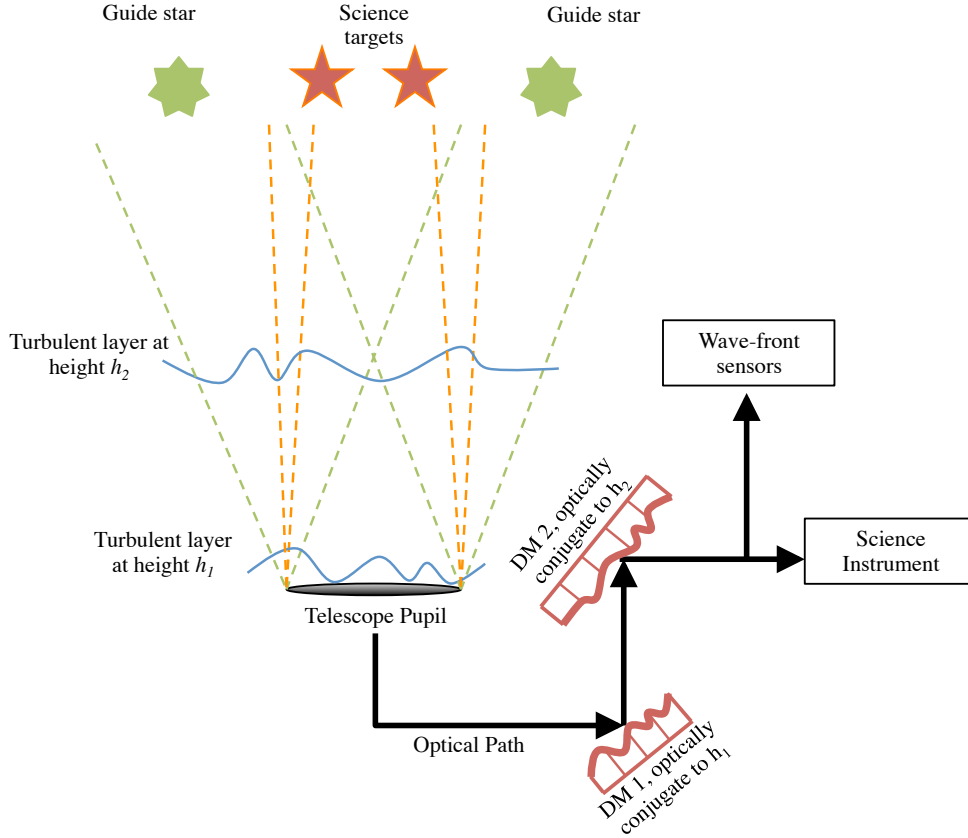 Guide star
Science
targets
Guide star
Turbulent layer at
height h2
Wave-front
sensors
DM 2, optically
conjugate to h2
Turbulent layer
at height h1
Science
Instrument
Telescope Pupil
Optical Path
DM 1, optically
conjugate to h1